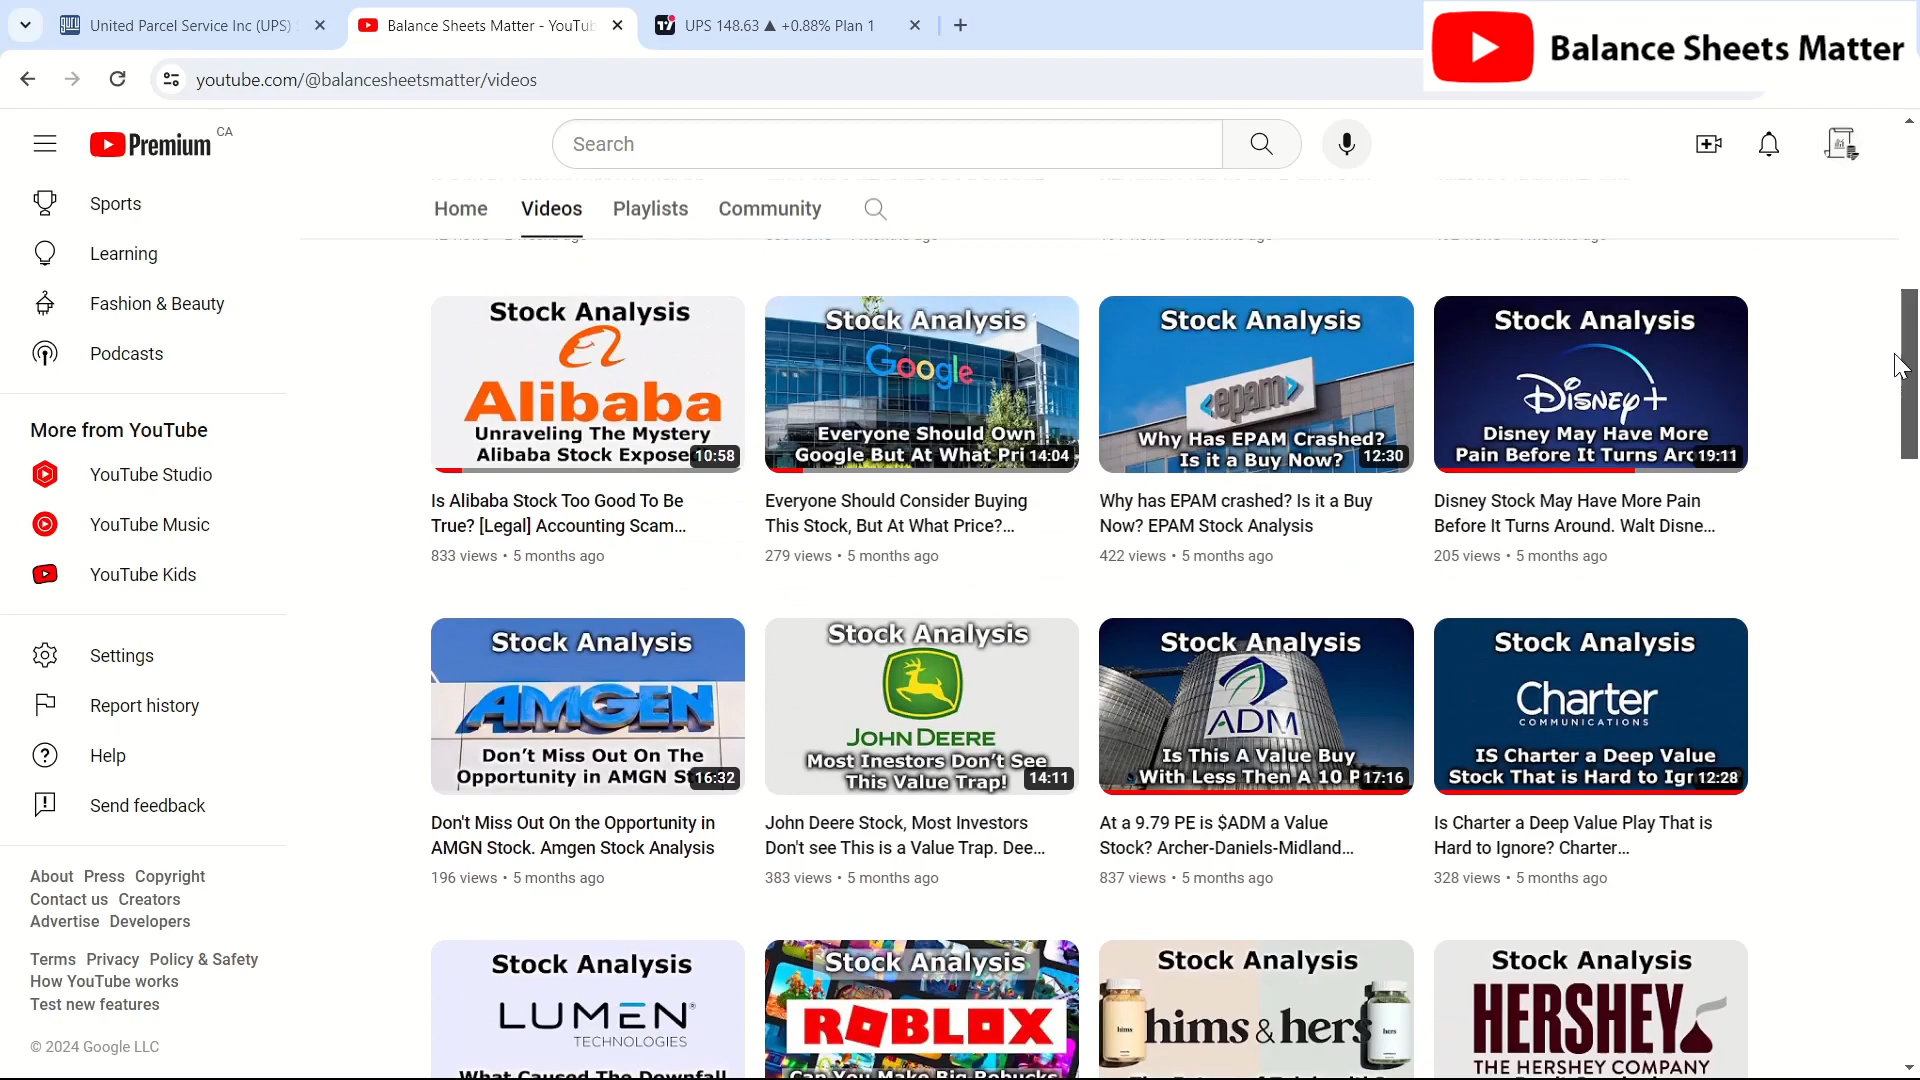 United Parcel Service Inc (UPS)
Balance Sheets Matter - YouTub
UPS 148.63 ▲ +0.88% Plan 1
Balance Sheets Matter
youtube.com/@balancesheetsmatter/videos
Premium CA
Search
Home Videos Playlists Community
Sports
Learning
Fashion & Beauty
Podcasts
More from YouTube
YouTube Studio
YouTube Music
YouTube Kids
Settings
Report history
Help
Send feedback
About Press Copyright
Contact us Creators
Advertise Developers
Terms Privacy Policy & Safety
How YouTube works
Test new features
© 2024 Google LLC
Stock Analysis
Alibaba
Unraveling The Mystery
Alibaba Stock Expose
10:58
Is Alibaba Stock Too Good To Be
True? [Legal] Accounting Scam...
833 views • 5 months ago
Stock Analysis
Google
Everyone Should Own
Google But At What Pri
14:04
Everyone Should Consider Buying
This Stock, But At What Price?...
279 views • 5 months ago
Stock Analysis
<epam>
Why Has EPAM Crashed?
Is it a Buy Now?
12:30
Why has EPAM crashed? Is it a Buy
Now? EPAM Stock Analysis
422 views • 5 months ago
Stock Analysis
Disney+
Disney May Have More
Pain Before It Turns Arc
19:11
Disney Stock May Have More Pain
Before It Turns Around. Walt Disne...
205 views • 5 months ago
Stock Analysis
AMGEN
Don't Miss Out On The
Opportunity in AMGN St
16:32
Don't Miss Out On the Opportunity in
AMGN Stock. Amgen Stock Analysis
196 views • 5 months ago
Stock Analysis
JOHN DEERE
Most Inestors Don't See
This Value Trap!
14:11
John Deere Stock, Most Investors
Don't see This is a Value Trap. Dee...
383 views • 5 months ago
Stock Analysis
ADM
Is This A Value Buy
With Less Then A 10 P
17:16
At a 9.79 PE is $ADM a Value
Stock? Archer-Daniels-Midland...
837 views • 5 months ago
Stock Analysis
Charter
COMMUNICATIONS
IS Charter a Deep Value
Stock That is Hard to Igr
12:28
Is Charter a Deep Value Play That is
Hard to Ignore? Charter...
328 views • 5 months ago
Stock Analysis
LUMEN®
TECHNOLOGIES
What Caused The Downfall
Stock Analysis
ROBLOX
Can You Make Big Robucks
Stock Analysis
hims
hims & hers
hers
Stock Analysis
HERSHEY
THE HERSHEY COMPANY